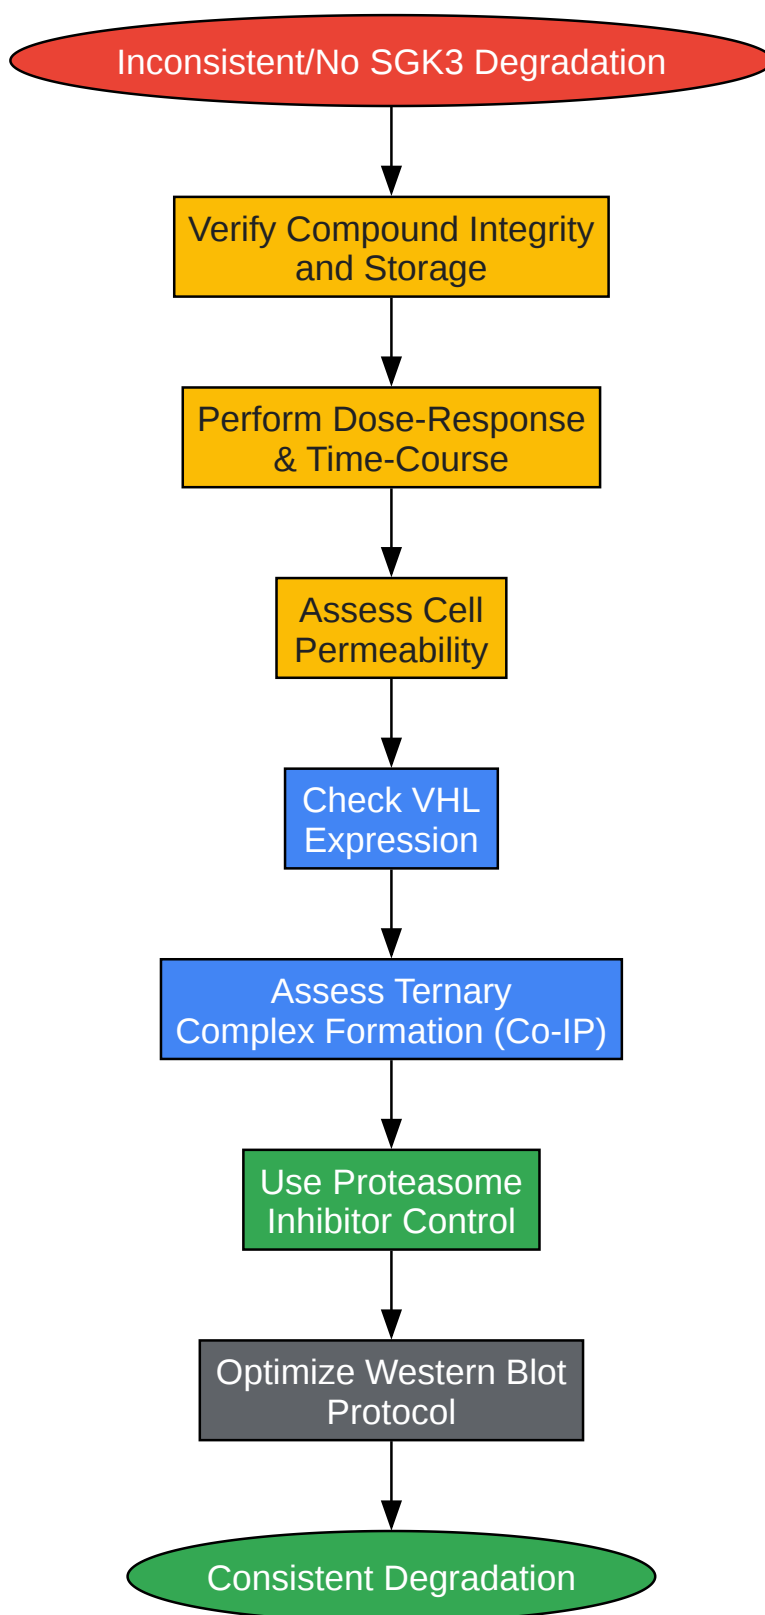 Inconsistent/No SGK3 Degradation
Verify Compound Integrity
and Storage
Perform Dose-Response
& Time-Course
Assess Cell
Permeability
Check VHL
Expression
Assess Ternary
Complex Formation (Co-IP)
Use Proteasome
Inhibitor Control
Optimize Western Blot
Protocol
Consistent Degradation